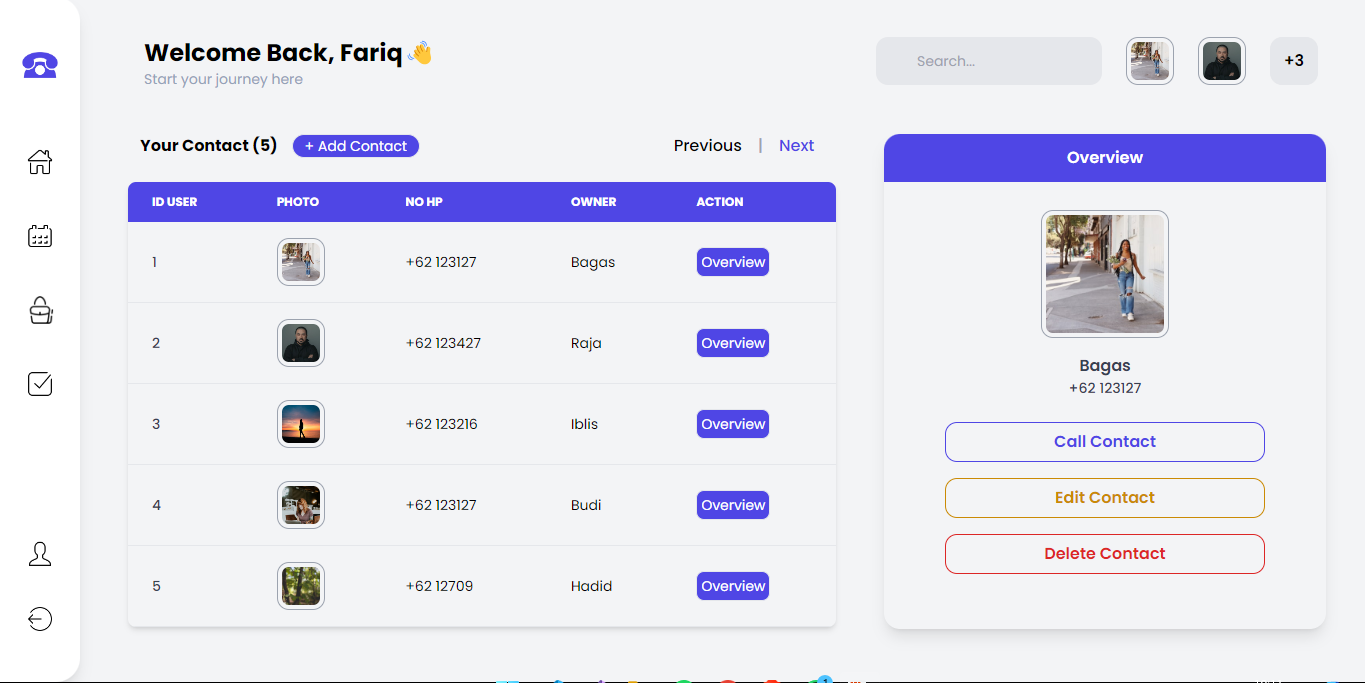 Welcome Back, Fariq 👋
Start your journey here
Search...
+3
Your Contact (5)
+ Add Contact
Previous | Next
ID USER PHOTO NO HP OWNER ACTION
1 +62 123127 Bagas Overview
2 +62 123427 Raja Overview
3 +62 123216 Iblis Overview
4 +62 123127 Budi Overview
5 +62 12709 Hadid Overview
Overview
Bagas
+62 123127
Call Contact
Edit Contact
Delete Contact